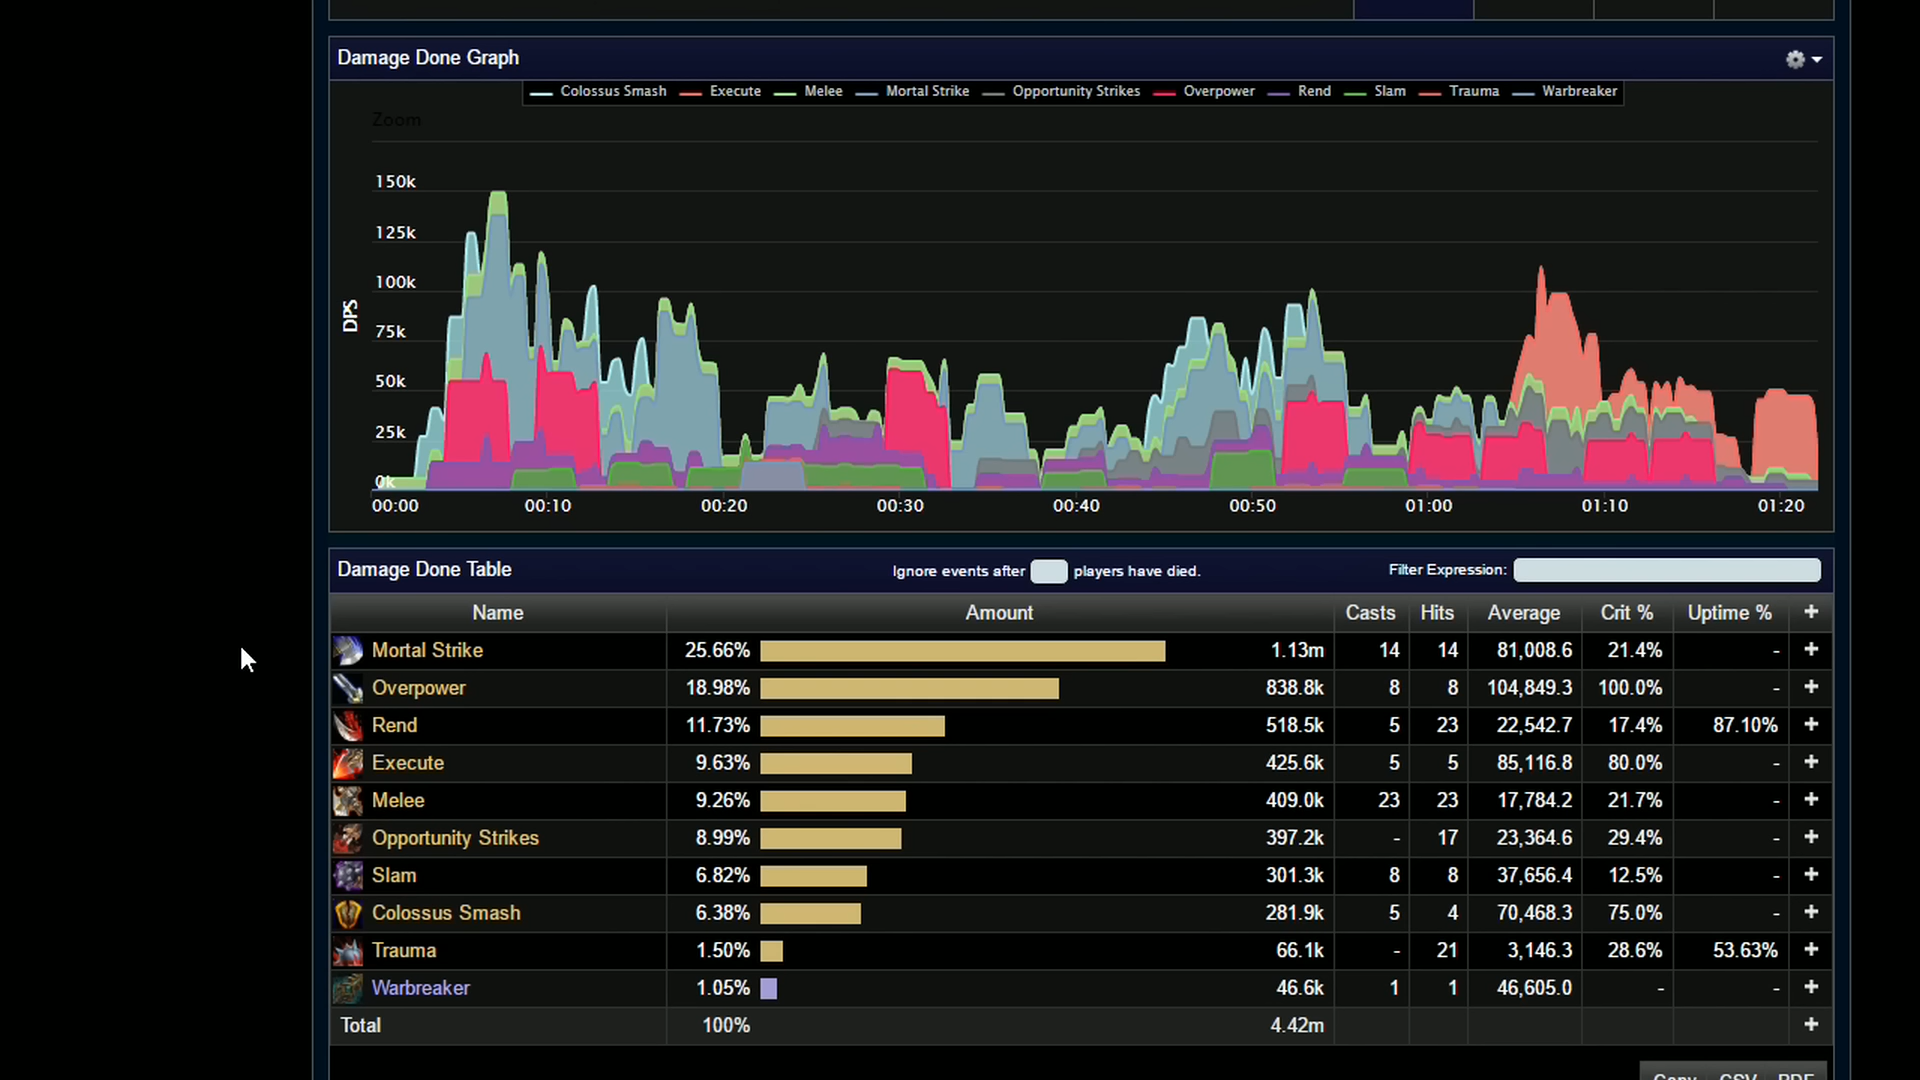 Damage Done Graph
Colossus Smash Execute Melee Mortal Strike Opportunity Strikes Overpower Rend Slam Trauma Warbreaker
Zoom
150k
125k
100k
75k
50k
25k
0k
DPS
00:00 00:10 00:20 00:30 00:40 00:50 01:00 01:10 01:20
Damage Done Table Ignore events after players have died. Filter Expression:
Name Amount Casts Hits Average Crit % Uptime % +
Mortal Strike 25.66% 1.13m 14 14 81,008.6 21.4% - +
Overpower 18.98% 838.8k 8 8 104,849.3 100.0% - +
Rend 11.73% 518.5k 5 23 22,542.7 17.4% 87.10% +
Execute 9.63% 425.6k 5 5 85,116.8 80.0% - +
Melee 9.26% 409.0k 23 23 17,784.2 21.7% - +
Opportunity Strikes 8.99% 397.2k - 17 23,364.6 29.4% - +
Slam 6.82% 301.3k 8 8 37,656.4 12.5% - +
Colossus Smash 6.38% 281.9k 5 4 70,468.3 75.0% - +
Trauma 1.50% 66.1k - 21 3,146.3 28.6% 53.63% +
Warbreaker 1.05% 46.6k 1 1 46,605.0 - - +
Total 100% 4.42m +
Copy CSV PDF